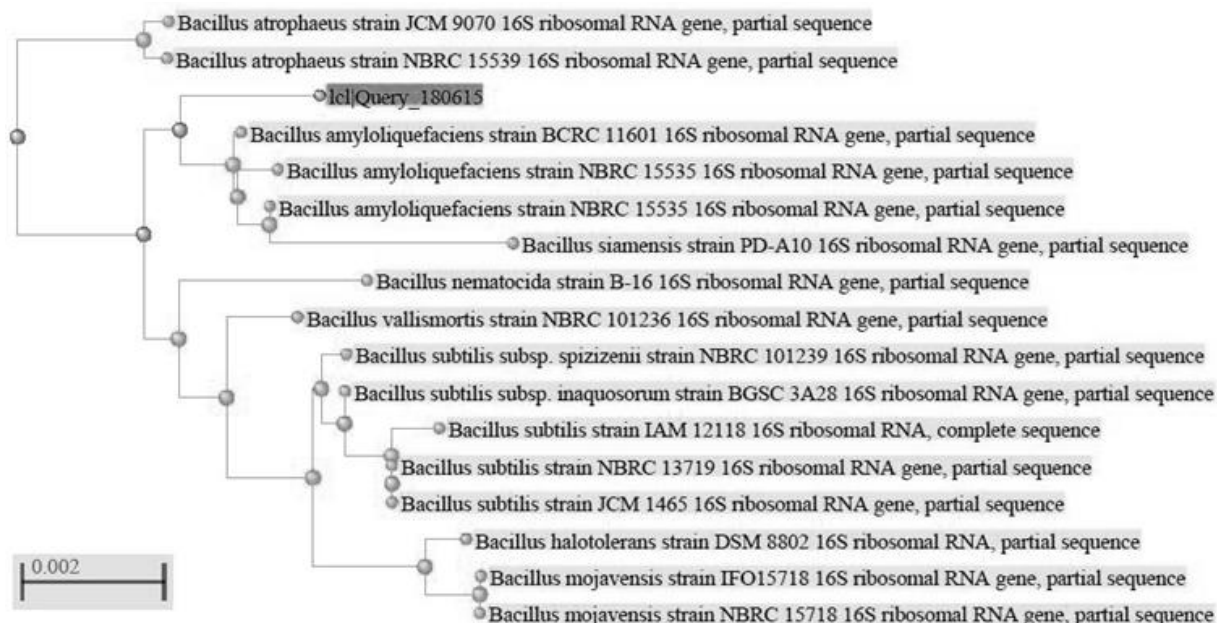 Bacillus atrophaeus strain JCM 9070 16S ribosomal RNA gene, partial sequence
Bacillus atrophaeus strain NBRC 15539 16S ribosomal RNA gene, partial sequence
lcl|Query_180615
Bacillus amyloliquefaciens strain BCRC 11601 16S ribosomal RNA gene, partial sequence
Bacillus amyloliquefaciens strain NBRC 15535 16S ribosomal RNA gene, partial sequence
Bacillus amyloliquefaciens strain NBRC 15535 16S ribosomal RNA gene, partial sequence
Bacillus siamensis strain PD-A10 16S ribosomal RNA gene, partial sequence
Bacillus nematocida strain B-16 16S ribosomal RNA gene, partial sequence
Bacillus vallismortis strain NBRC 101236 16S ribosomal RNA gene, partial sequence
Bacillus subtilis subsp. spizizenii strain NBRC 101239 16S ribosomal RNA gene, partial sequence
Bacillus subtilis subsp. inaquosorum strain BGSC 3A28 16S ribosomal RNA gene, partial sequence
Bacillus subtilis strain IAM 12118 16S ribosomal RNA, complete sequence
Bacillus subtilis strain NBRC 13719 16S ribosomal RNA gene, partial sequence
Bacillus subtilis strain JCM 1465 16S ribosomal RNA gene, partial sequence
Bacillus halotolerans strain DSM 8802 16S ribosomal RNA, partial sequence
0.002
Bacillus mojavensis strain IFO15718 16S ribosomal RNA gene, partial sequence
Bacillus mojavensis strain NBRC 15718 16S ribosomal RNA gene, partial sequence